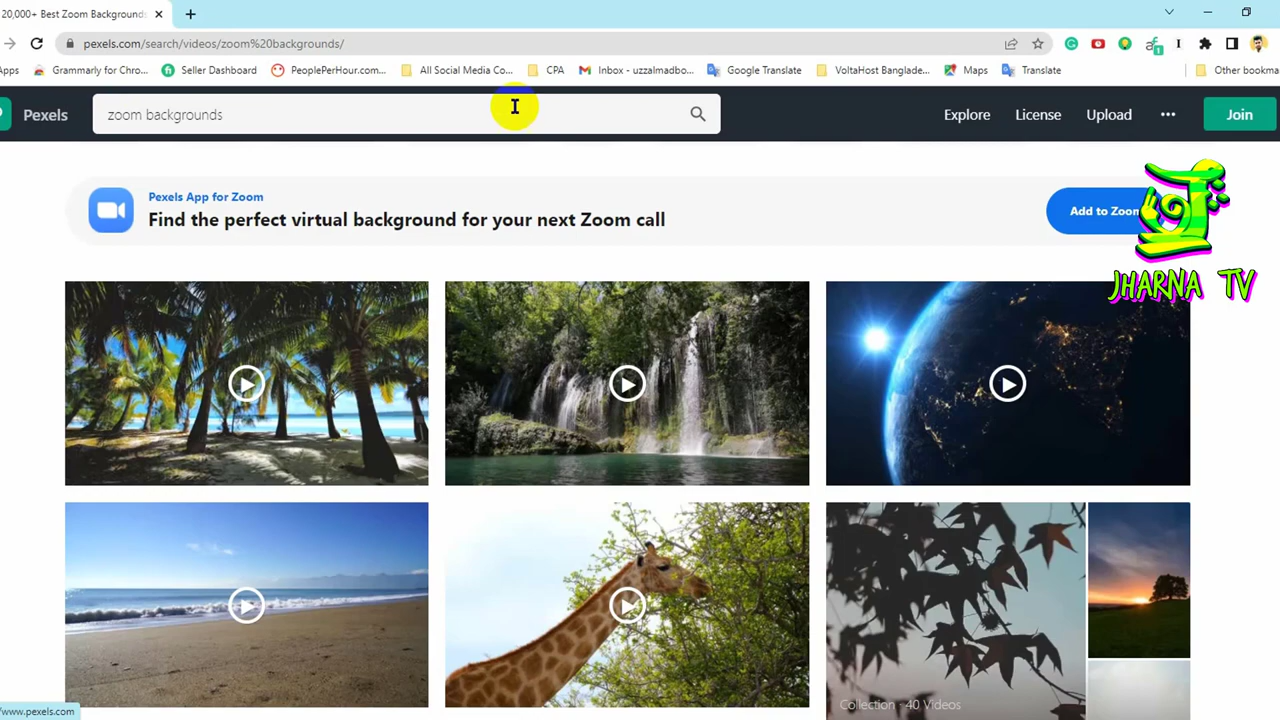 20,000+ Best Zoom Backgrounds
pexels.com/search/videos/zoom%20backgrounds/
Apps
Grammarly for Chro...
Seller Dashboard
PeoplePerHour.com...
All Social Media Co...
CPA
Inbox - uzzalmadbo...
Google Translate
VoltaHost Banglade...
Maps
Translate
Other bookma
Pexels
zoom backgrounds
Explore
License
Upload
Join
Pexels App for Zoom
Find the perfect virtual background for your next Zoom call
Add to Zoom
JHARNA TV
Collection · 40 Videos
/www.pexels.com